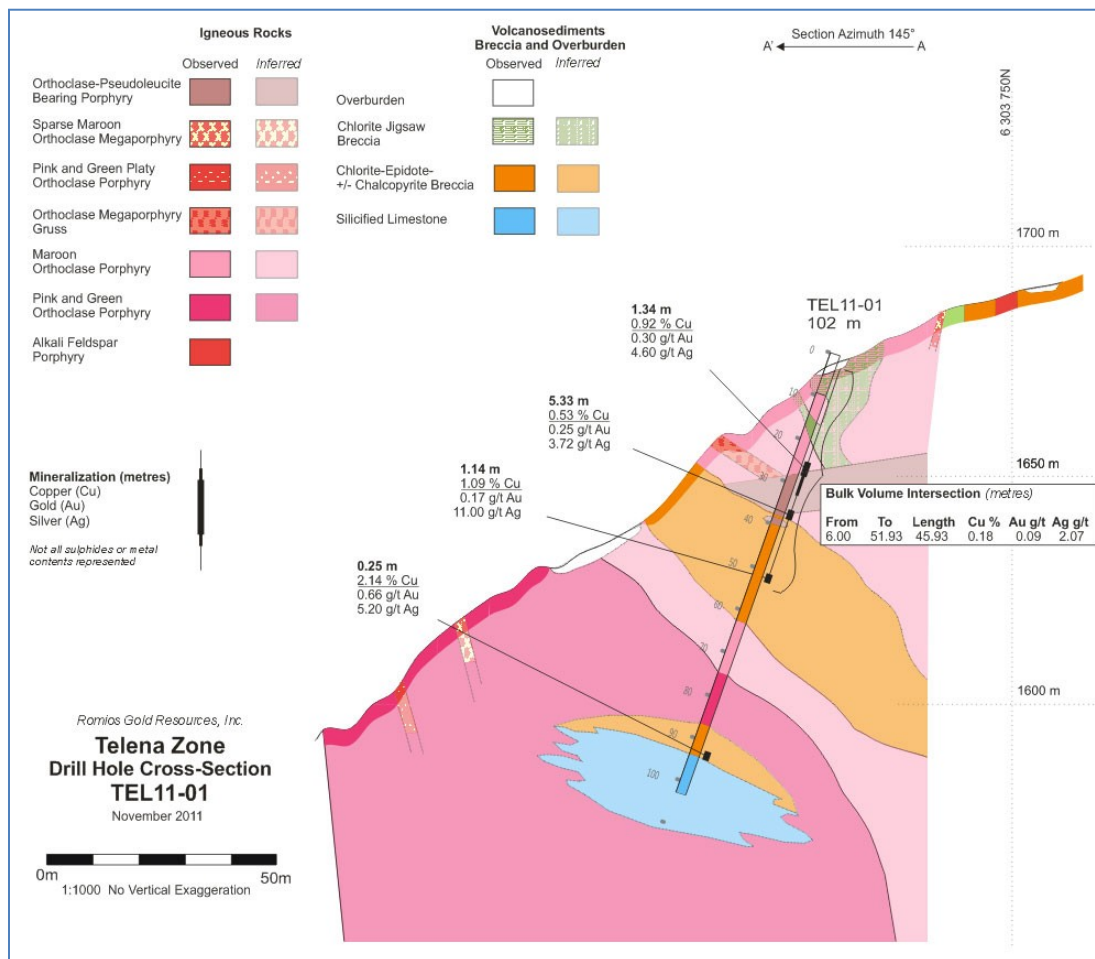 Igneous Rocks
Observed Inferred
Orthoclase-Pseudoleucite
Bearing Porphyry
Sparse Maroon
Orthoclase Megaporphyry
Pink and Green Platy
Orthoclase Porphyry
Orthoclase Megaporphyry
Gruss
Maroon
Orthoclase Porphyry
Pink and Green
Orthoclase Porphyry
Alkali Feldspar
Porphyry
Volcanosediments
Breccia and Overburden
Observed Inferred
Overburden
Chlorite Jigsaw
Breccia
Chlorite-Epidote-
+/- Chalcopyrite Breccia
Silicified Limestone
Section Azimuth 145°
A' A
6 303 750N
1700 m
1650 m
1600 m
TEL11-01
102 m
0
10
20
30
40
50
60
70
80
90
100
1.34 m
0.92 % Cu
0.30 g/t Au
4.60 g/t Ag
5.33 m
0.53 % Cu
0.25 g/t Au
3.72 g/t Ag
1.14 m
1.09 % Cu
0.17 g/t Au
11.00 g/t Ag
0.25 m
2.14 % Cu
0.66 g/t Au
5.20 g/t Ag
Bulk Volume Intersection (metres)
From To Length Cu % Au g/t Ag g/t
6.00 51.93 45.93 0.18 0.09 2.07
Mineralization (metres)
Copper (Cu)
Gold (Au)
Silver (Ag)
Not all sulphides or metal
contents represented
Romios Gold Resources, Inc.
Telena Zone
Drill Hole Cross-Section
TEL11-01
November 2011
0m 50m
1:1000 No Vertical Exaggeration